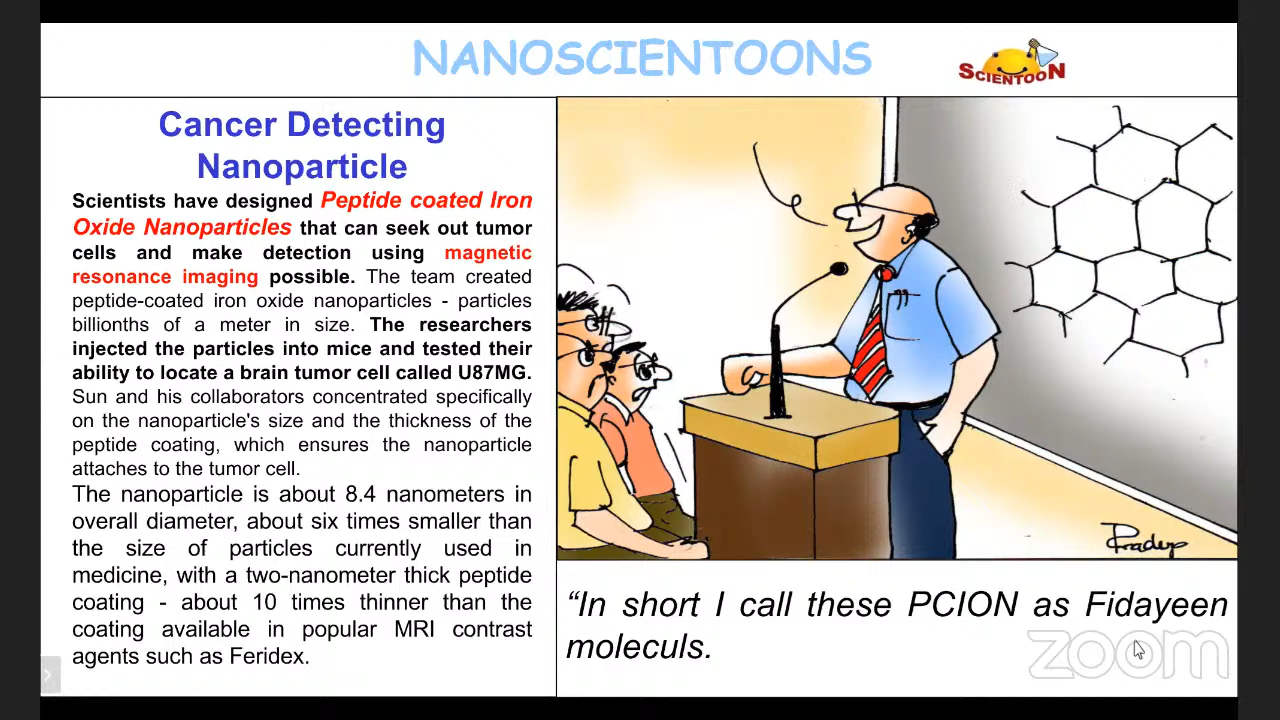 NANOSCIENTOONS
SCIENTOON
Cancer Detecting
Nanoparticle
Scientists have designed Peptide coated Iron
Oxide Nanoparticles that can seek out tumor
cells and make detection using magnetic
resonance imaging possible. The team created
peptide-coated iron oxide nanoparticles - particles
billionths of a meter in size. The researchers
injected the particles into mice and tested their
ability to locate a brain tumor cell called U87MG.
Sun and his collaborators concentrated specifically
on the nanoparticle's size and the thickness of the
peptide coating, which ensures the nanoparticle
attaches to the tumor cell.
The nanoparticle is about 8.4 nanometers in
overall diameter, about six times smaller than
the size of particles currently used in
medicine, with a two-nanometer thick peptide
coating - about 10 times thinner than the
coating available in popular MRI contrast
agents such as Feridex.
Pradeep
“In short I call these PCION as Fidayeen
moleculs.
zoom